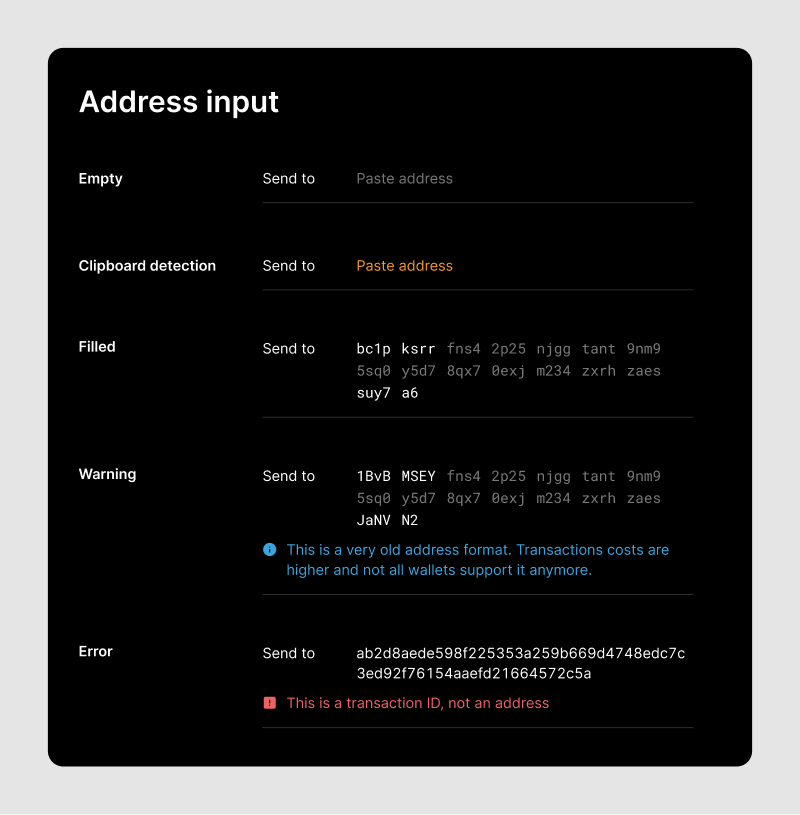 Address input
Empty
Send to
Paste address
Clipboard detection
Send to
Paste address
Filled
Send to
bc1p ksrr fns4 2p25 njgg tant 9nm9
5sq0 y5d7 8qx7 0exj m234 zxrh zaes
suy7 a6
Warning
Send to
1BvB MSEY fns4 2p25 njgg tant 9nm9
5sq0 y5d7 8qx7 0exj m234 zxrh zaes
JaNV N2
This is a very old address format. Transactions costs are
higher and not all wallets support it anymore.
Error
Send to
ab2d8aede598f225353a259b669d4748edc7c
3ed92f76154aaefd21664572c5a
This is a transaction ID, not an address